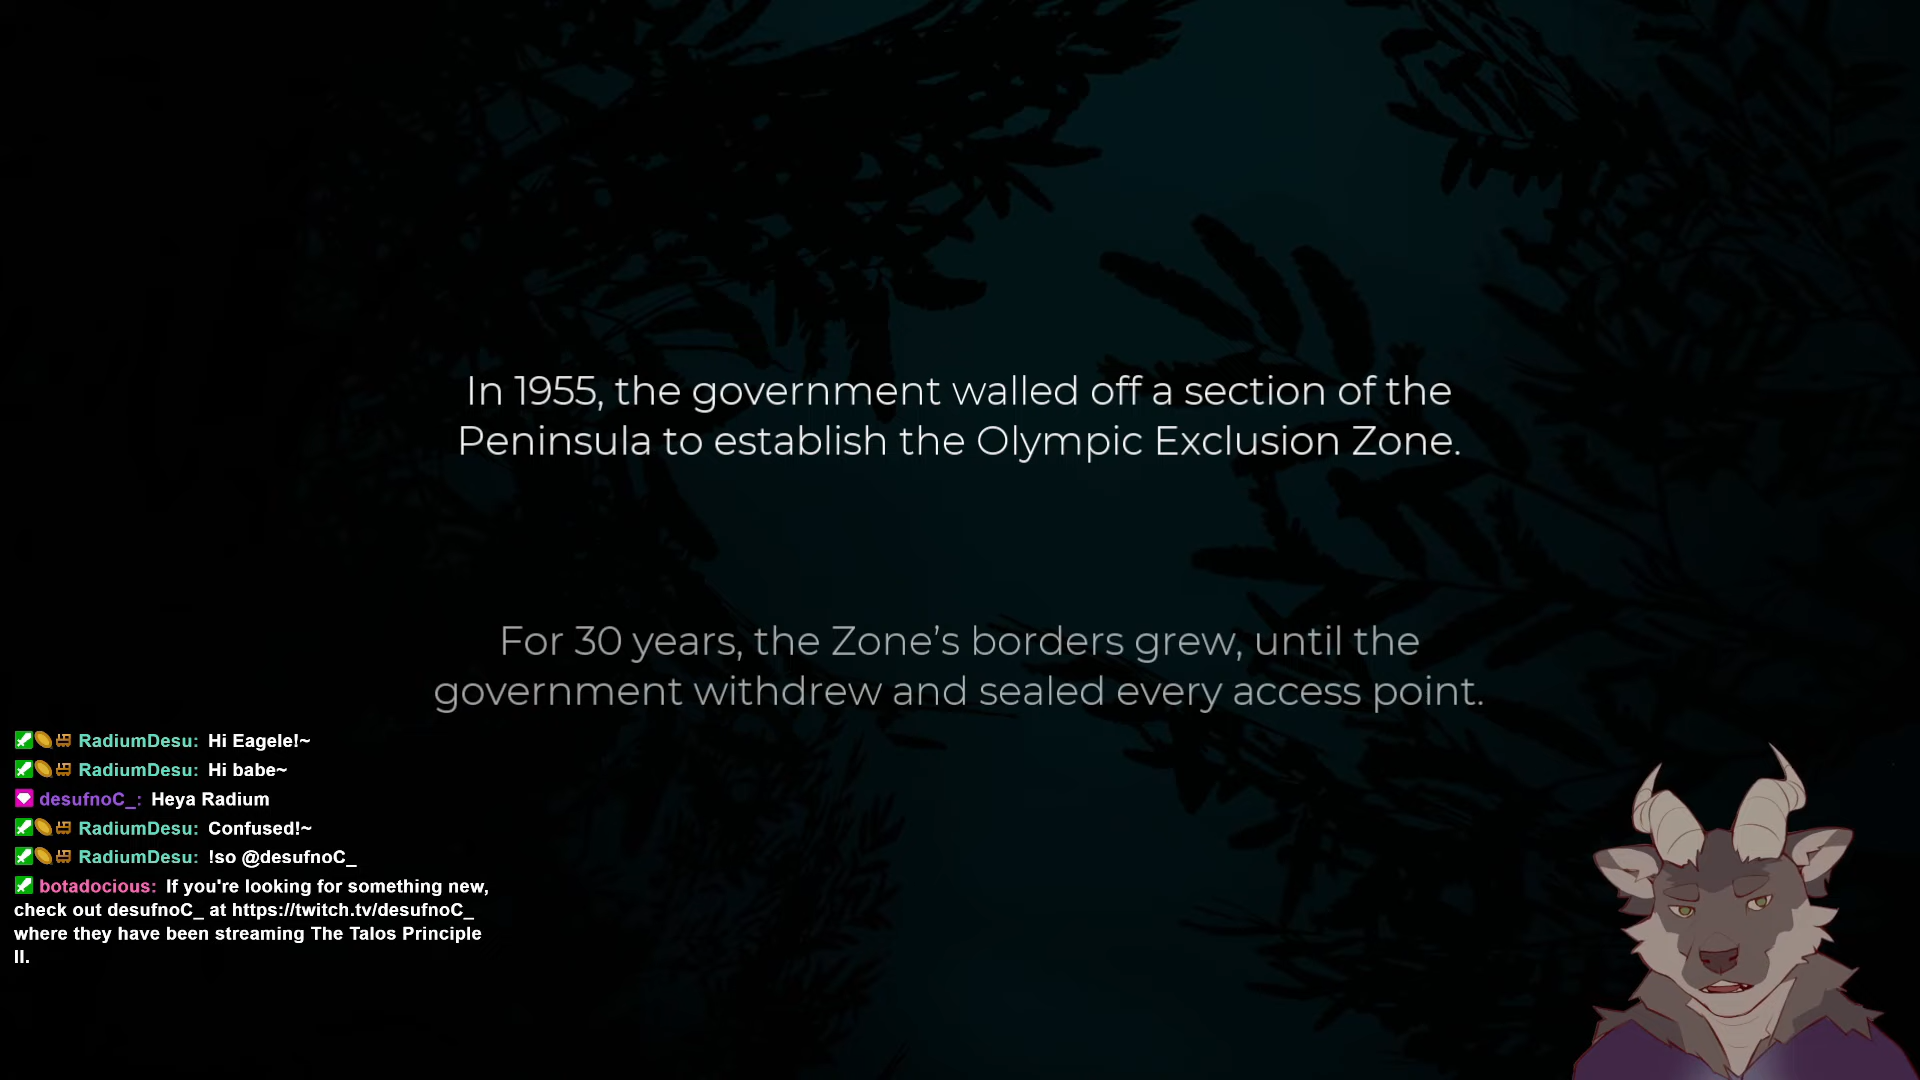 In 1955, the government walled off a section of the
Peninsula to establish the Olympic Exclusion Zone.
For 30 years, the Zone’s borders grew, until the
government withdrew and sealed every access point.
RadiumDesu: Hi Eagele!~
RadiumDesu: Hi babe~
desufnoC_: Heya Radium
RadiumDesu: Confused!~
RadiumDesu: !so @desufnoC_
botadocious: If you're looking for something new,
check out desufnoC_ at https://twitch.tv/desufnoC_
where they have been streaming The Talos Principle
II.